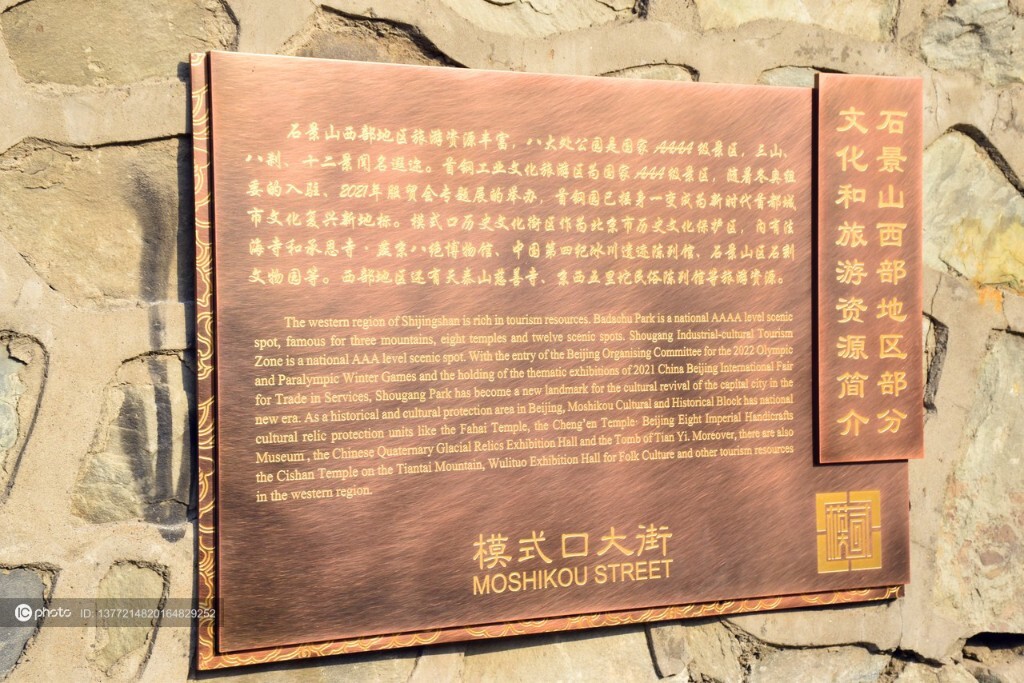 石景山西部地区部分
文化和旅游资源简介
石景山西部地区旅游资源丰富，八大处公园是国家AAAA级景区，三山、
八刹、十二景闻名遐迩。首钢工业文化旅游区为国家AAA级景区，随着冬奥组
委的入驻、2021年服贸会专题展的举办，首钢园已摇身一变成为新时代首都城
市文化复兴新地标。模式口历史文化街区作为北京市历史文化保护区，内有法
海寺和承恩寺·燕京八绝博物馆、中国第四纪冰川遗迹陈列馆、石景山区石刻
文物园等。西部地区还有天泰山慈善寺、东西五里坨民俗陈列馆等旅游资源。
The western region of Shijingshan is rich in tourism resources. Badachu Park is a national AAAA level scenic
spot, famous for three mountains, eight temples and twelve scenic spots. Shougang Industrial-cultural Tourism
Zone is a national AAA level scenic spot. With the entry of the Beijing Organising Committee for the 2022 Olympic
and Paralympic Winter Games and the holding of the thematic exhibitions of 2021 China Beijing International Fair
for Trade in Services, Shougang Park has become a new landmark for the cultural revival of the capital city in the
new era. As a historical and cultural protection area in Beijing, Moshikou Cultural and Historical Block has national
cultural relic protection units like the Fahai Temple, the Cheng'en Temple· Beijing Eight Imperial Handicrafts
Museum , the Chinese Quaternary Glacial Relics Exhibition Hall and the Tomb of Tian Yi. Moreover, there are also
the Cishan Temple on the Tiantai Mountain, Wulituo Exhibition Hall for Folk Culture and other tourism resources
in the western region.
模式口大街
MOSHIKOU STREET
photo ID: 1377214820164829252